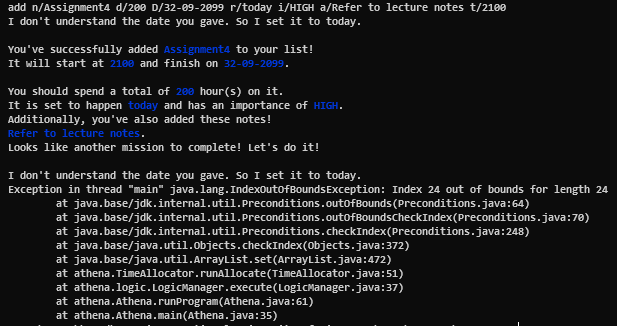 add n/Assignment4 d/200 D/32-09-2099 r/today i/HIGH a/Refer to lecture notes t/2100
I don't understand the date you gave. So I set it to today.
You've successfully added Assignment4 to your list!
It will start at 2100 and finish on 32-09-2099.
You should spend a total of 200 hour(s) on it.
It is set to happen today and has an importance of HIGH.
Additionally, you've also added these notes!
Refer to lecture notes.
Looks like another mission to complete! Let's do it!
I don't understand the date you gave. So I set it to today.
Exception in thread "main" java.lang.IndexOutOfBoundsException: Index 24 out of bounds for length 24
at java.base/jdk.internal.util.Preconditions.outOfBounds(Preconditions.java:64)
at java.base/jdk.internal.util.Preconditions.outOfBoundsCheckIndex(Preconditions.java:70)
at java.base/jdk.internal.util.Preconditions.checkIndex(Preconditions.java:248)
at java.base/java.util.Objects.checkIndex(Objects.java:372)
at java.base/java.util.ArrayList.set(ArrayList.java:472)
at athena.TimeAllocator.runAllocate(TimeAllocator.java:51)
at athena.logic.LogicManager.execute(LogicManager.java:37)
at athena.Athena.runProgram(Athena.java:61)
at athena.Athena.main(Athena.java:35)